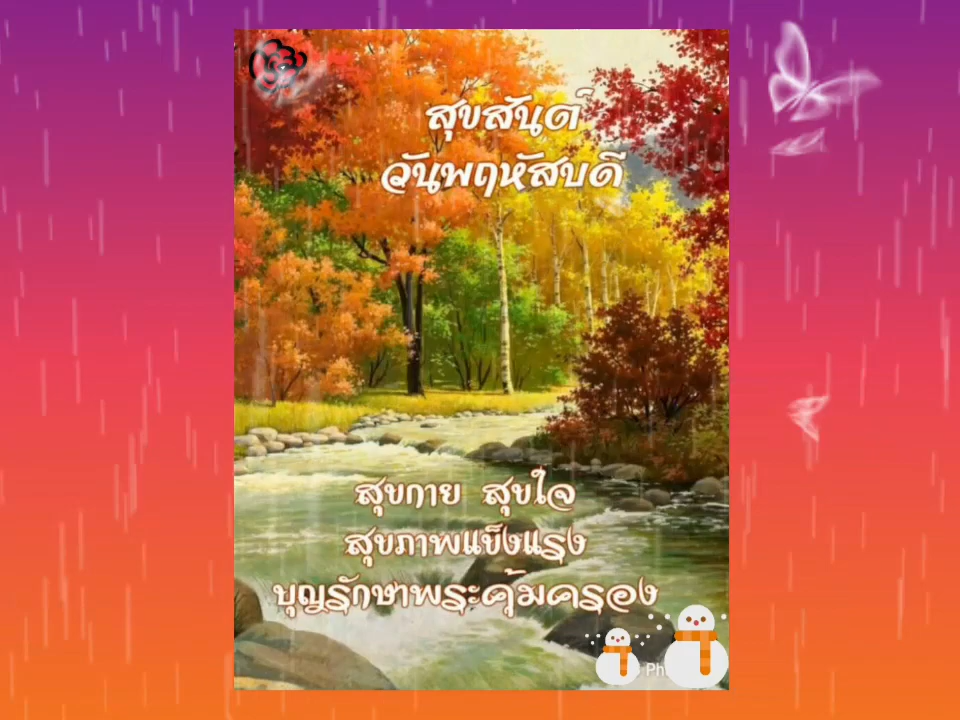 สุขสันต์
วันพฤหัสบดี
สุขกาย สุขใจ
สุขภาพแข็งแรง
บุญรักษาพระคุ้มครอง